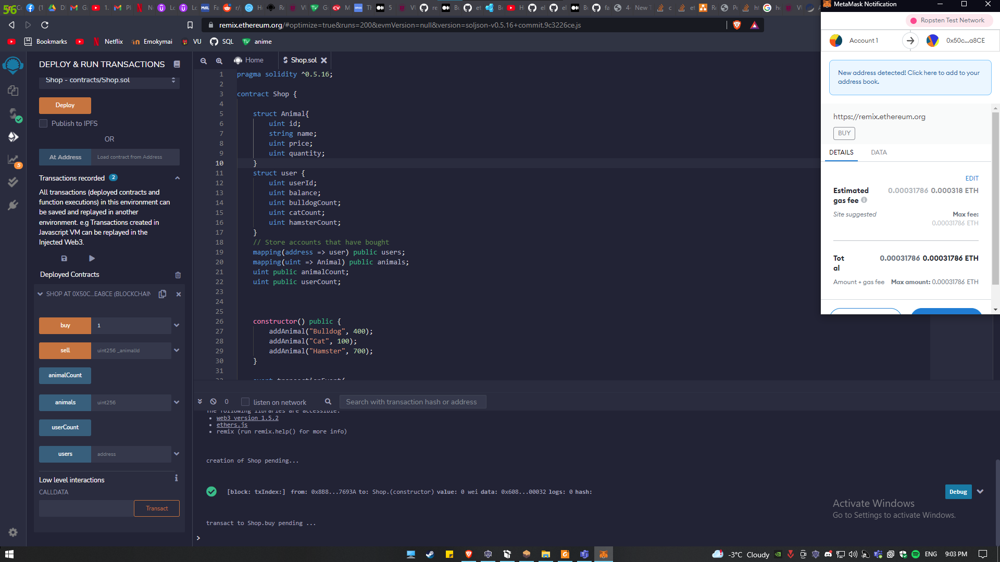 MetaMask Notification
remix.ethereum.org/#optimize=true&runs=200&evmVersion=null&version=soljson-v0.5.16+commit.9c3226ce.js
Bookmarks
Netflix
Emokymai
VU
SQL
anime
DEPLOY & RUN TRANSACTIONS
Shop - contracts/Shop.sol
Deploy
Publish to IPFS
OR
At Address
Load contract from Address
Transactions recorded 2
All transactions (deployed contracts and
function executions) in this environment can
be saved and replayed in another
environment. e.g Transactions created in
Javascript VM can be replayed in the
Injected Web3.
Deployed Contracts
SHOP AT 0X50C...EA8CE (BLOCKCHAIN
buy 1
sell uint256 _animalId
animalCount
animals uint256
userCount
users address
Low level interactions
CALLDATA
Transact
5
Home
Shop.sol
1 pragma solidity ^0.5.16;
2
3 contract Shop {
4
5 struct Animal{
6 uint id;
7 string name;
8 uint price;
9 uint quantity;
10 }
11 struct user {
12 uint userId;
13 uint balance;
14 uint bulldogCount;
15 uint catCount;
16 uint hamsterCount;
17 }
18 // Store accounts that have bought
19 mapping(address => user) public users;
20 mapping(uint => Animal) public animals;
21 uint public animalCount;
22 uint public userCount;
23
24
25
26 constructor() public {
27 addAnimal("Bulldog", 400);
28 addAnimal("Cat", 100);
29 addAnimal("Hamster", 700);
30 }
31
0
listen on network
Search with transaction hash or address
The following libraries are accessible:
web3 version 1.5.2
ethers.js
remix (run remix.help() for more info)
creation of Shop pending...
[block: txIndex:] from: 0x8B8...7693A to: Shop.(constructor) value: 0 wei data: 0x608...00032 logs: 0 hash:
Debug
transact to Shop.buy pending ...
>
Ropsten Test Network
Account 1
0x50c...a8CE
New address detected! Click here to add to your
address book.
https://remix.ethereum.org
BUY
DETAILS
DATA
EDIT
Estimated
gas fee
0.00031786 0.000318 ETH
Site suggested
Max fee:
0.00031786 ETH
Tot
al
0.00031786 0.00031786 ETH
Amount + gas fee
Max amount: 0.00031786 ETH
Activate Windows
Go to Settings to activate Windows.
-3°C Cloudy
ENG
9:03 PM